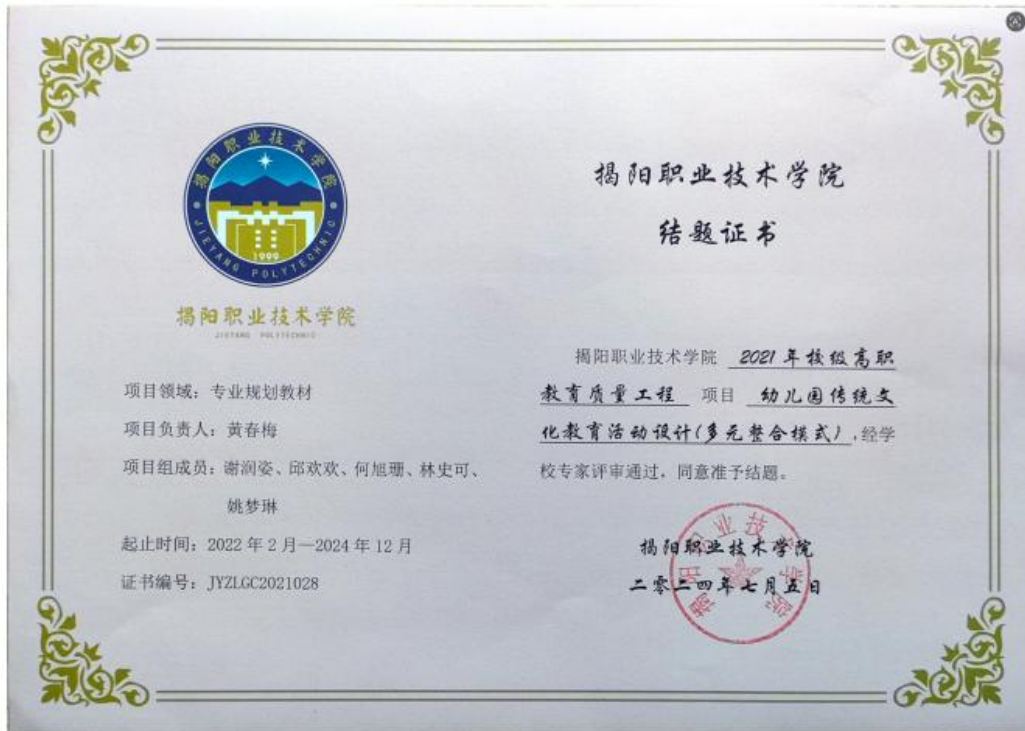 揭阳职业技术学院
JIEYANG POLYTECHNIC
1999
揭阳职业技术学院
JIEYANG POLYTECHNIC
项目领域：专业规划教材
项目负责人：黄春梅
项目组成员：谢润姿、邱欢欢、何旭珊、林史可、
姚梦琳
起止时间：2022年2月—2024年12月
证书编号：JYZLGC2021028
揭阳职业技术学院
结题证书
揭阳职业技术学院 2021年校级高职
教育质量工程 项目 幼儿园传统文
化教育活动设计(多元整合模式),经学
校专家评审通过，同意准予结题。
揭阳职业技术学院
二零二四年七月五日
揭阳职业技术学院